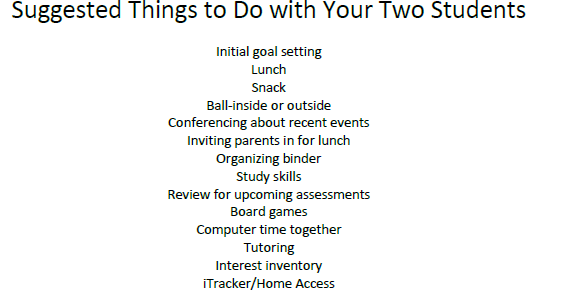 Suggested Things to Do with Your Two Students
Initial goal setting
Lunch
Snack
Ball-inside or outside
Conferencing about recent events
Inviting parents in for lunch
Organizing binder
Study skills
Review for upcoming assessments
Board games
Computer time together
Tutoring
Interest inventory
iTracker/Home Access